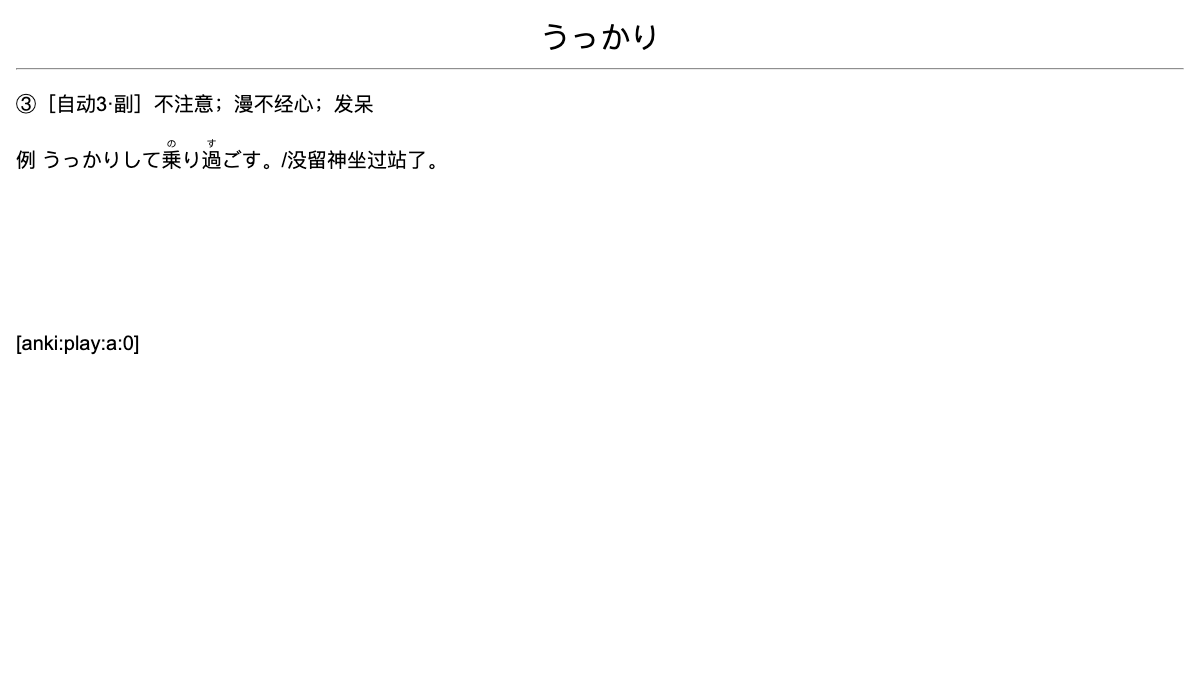 うっかり
③［自动3·副］不注意；漫不经心；发呆
の す
例 うっかりして乗り過ごす。/没留神坐过站了。
[anki:play:a:0]